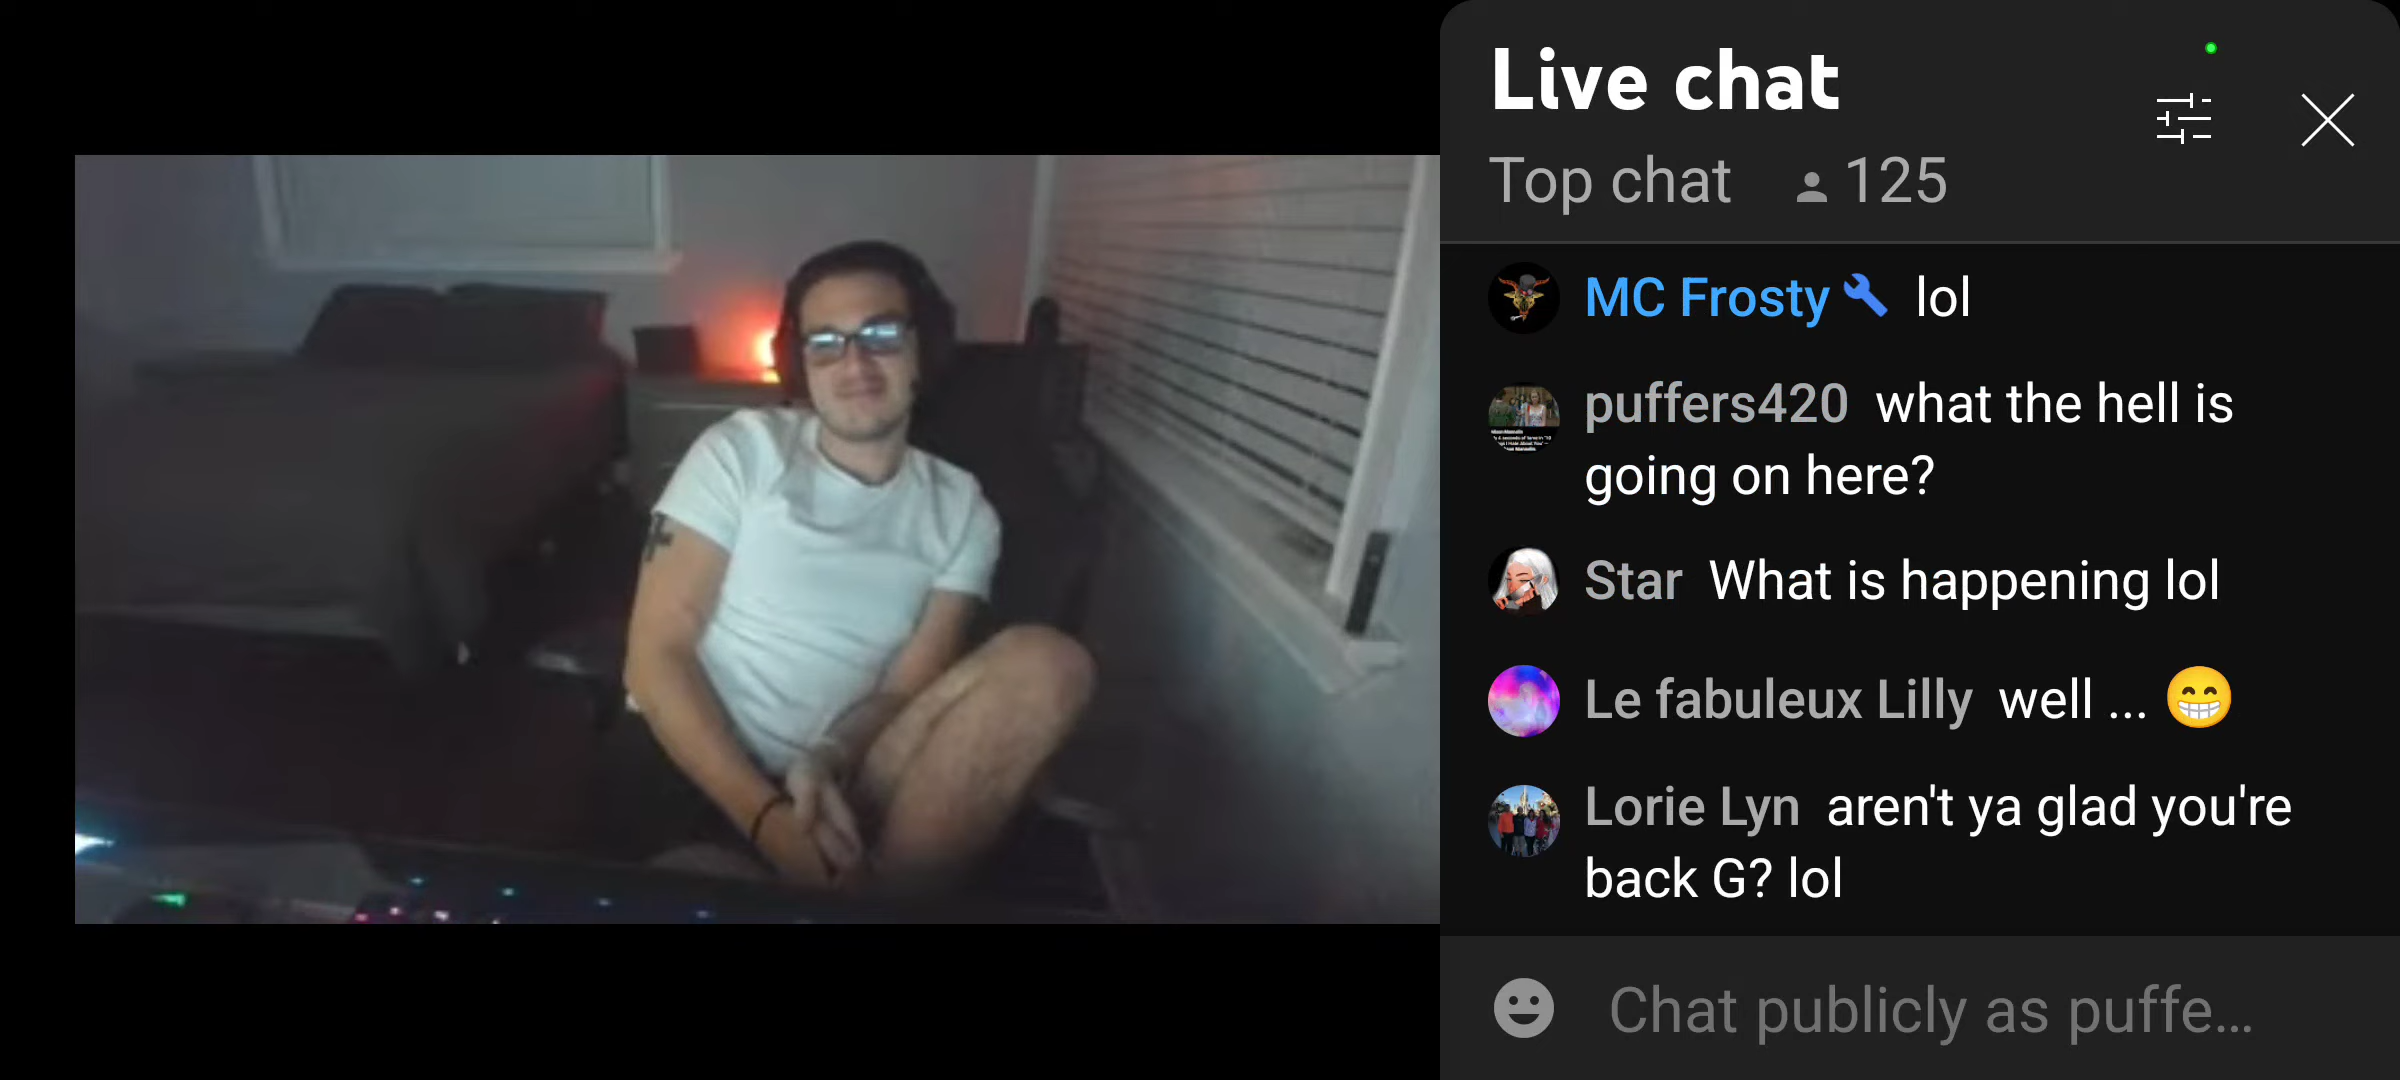 Live chat
Top chat 125
MC Frosty lol
puffers420 what the hell is
going on here?
Star What is happening lol
Le fabuleux Lilly well ... 😁
Lorie Lyn aren't ya glad you're
back G? lol
Chat publicly as puffe...